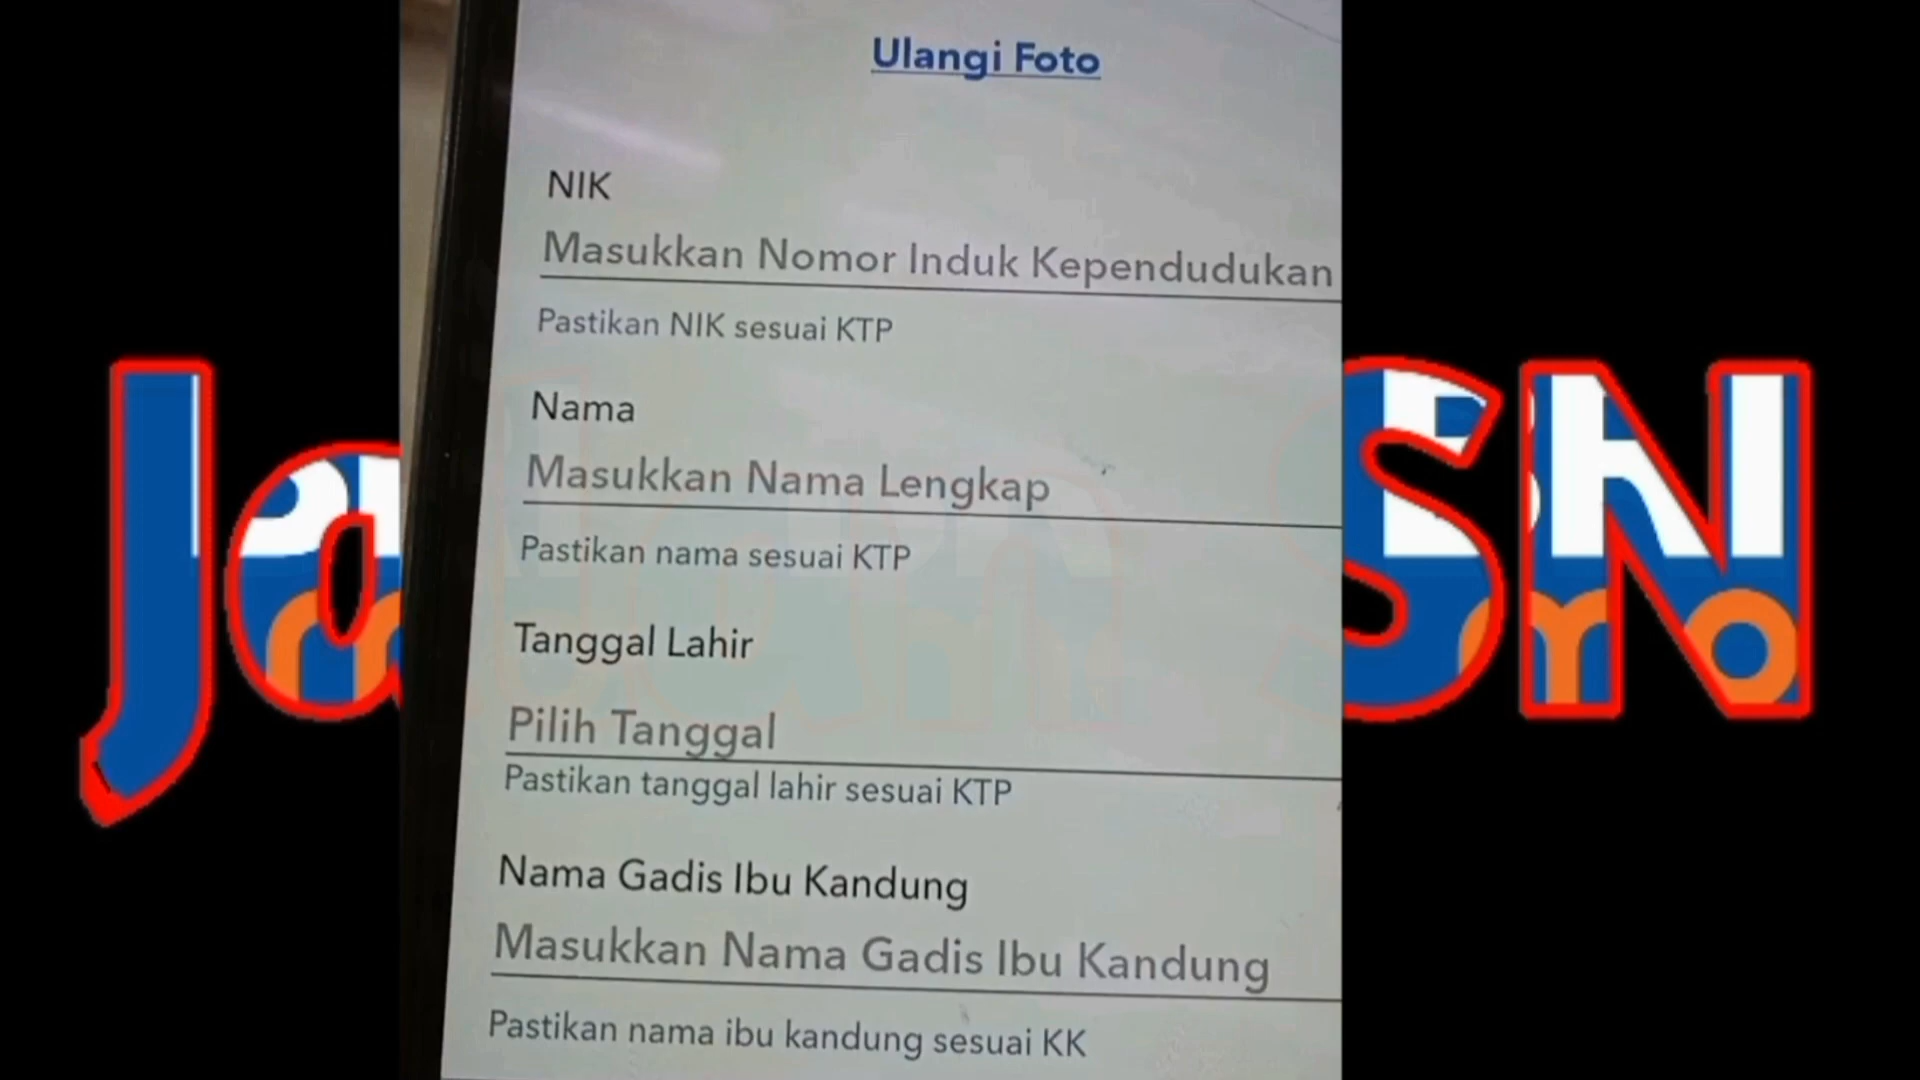 Ulangi Foto
NIK
Masukkan Nomor Induk Kependudukan
Pastikan NIK sesuai KTP
Nama
Masukkan Nama Lengkap
Pastikan nama sesuai KTP
Tanggal Lahir
Pilih Tanggal
Pastikan tanggal lahir sesuai KTP
Nama Gadis Ibu Kandung
Masukkan Nama Gadis Ibu Kandung
Pastikan nama ibu kandung sesuai KK
Ja
SN